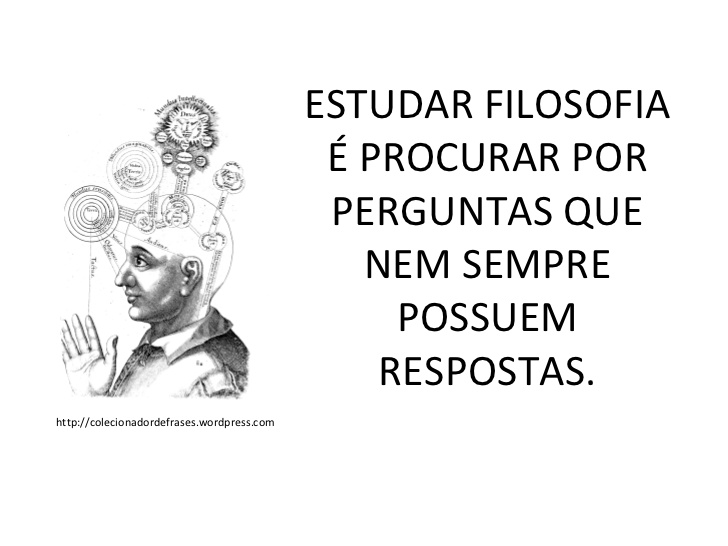 ESTUDAR FILOSOFIA
É PROCURAR POR
PERGUNTAS QUE
NEM SEMPRE
POSSUEM
RESPOSTAS.
http://colecionadordefrases.wordpress.com